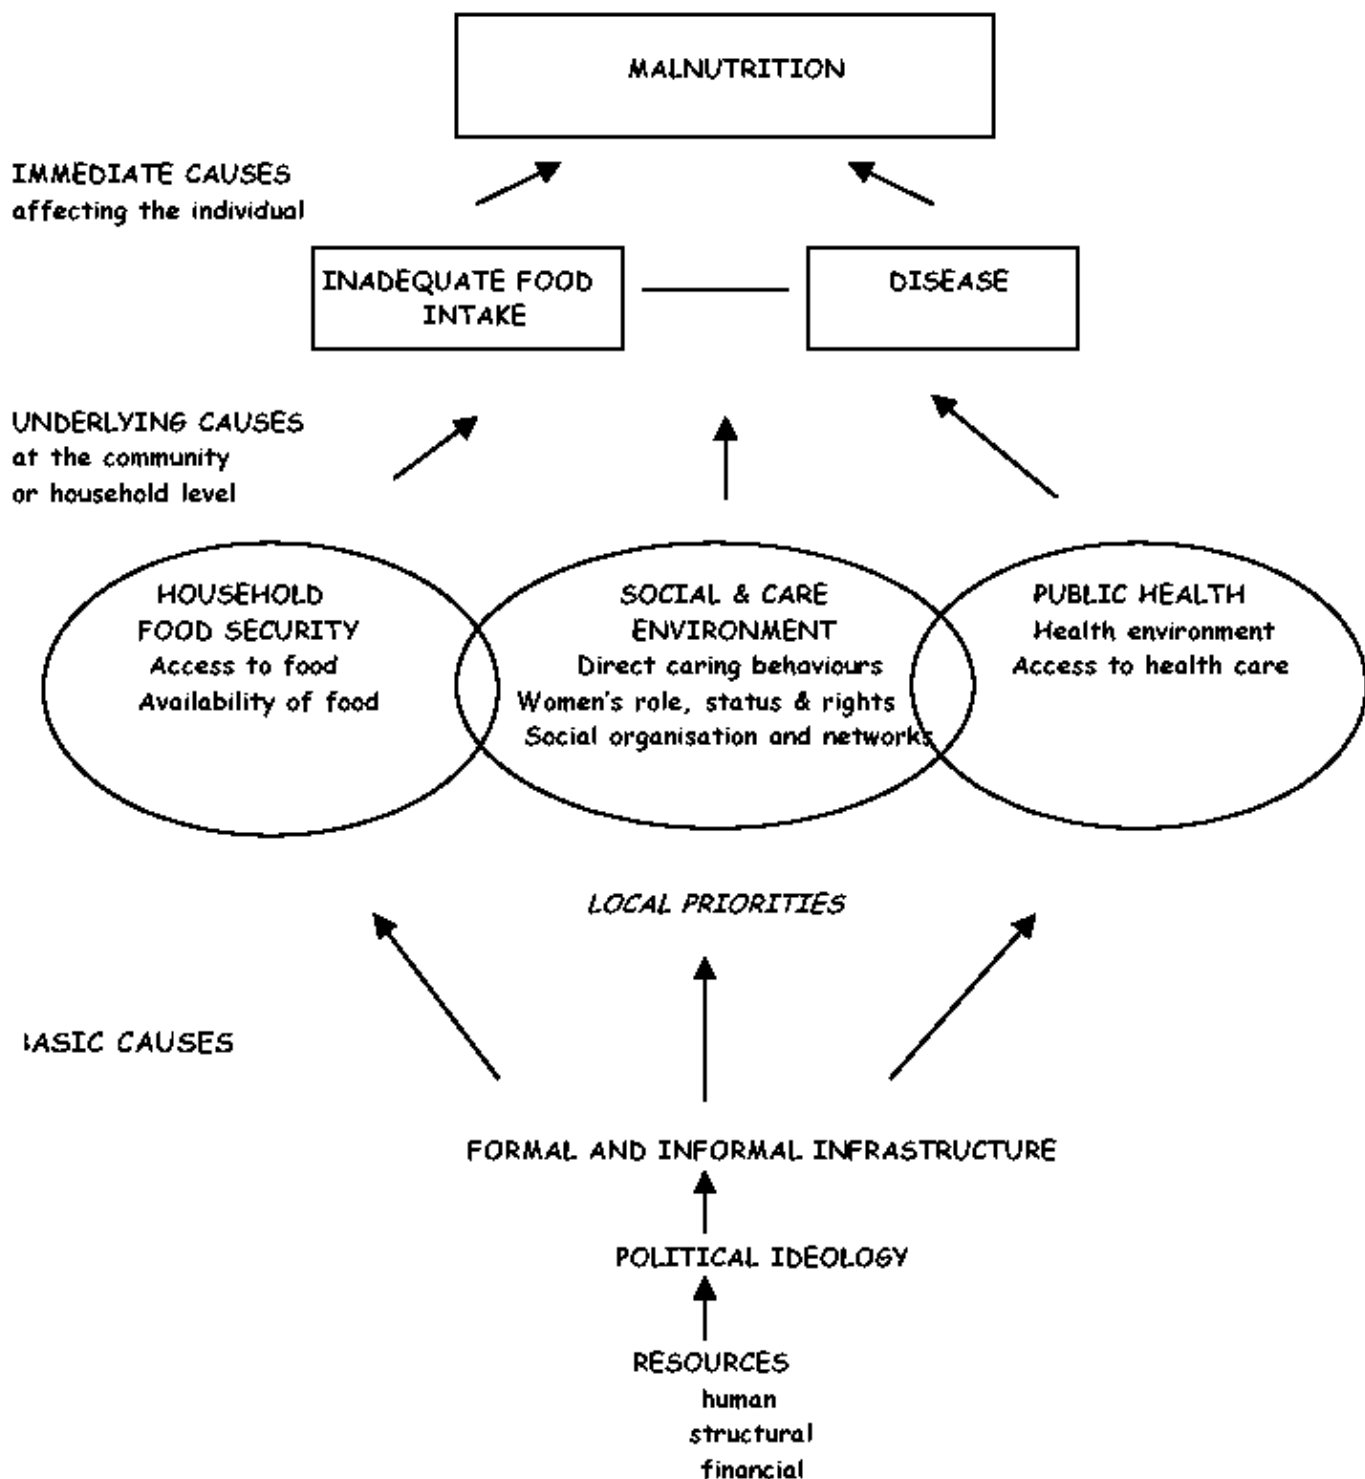 MALNUTRITION
IMMEDIATE CAUSES
affecting the individual
INADEQUATE FOOD
INTAKE
DISEASE
UNDERLYING CAUSES
at the community
or household level
HOUSEHOLD
FOOD SECURITY
Access to food
Availability of food
SOCIAL & CARE
ENVIRONMENT
Direct caring behaviours
Women's role, status & rights
Social organisation and networks
PUBLIC HEALTH
Health environment
Access to health care
LOCAL PRIORITIES
BASIC CAUSES
FORMAL AND INFORMAL INFRASTRUCTURE
POLITICAL IDEOLOGY
RESOURCES
human
structural
financial